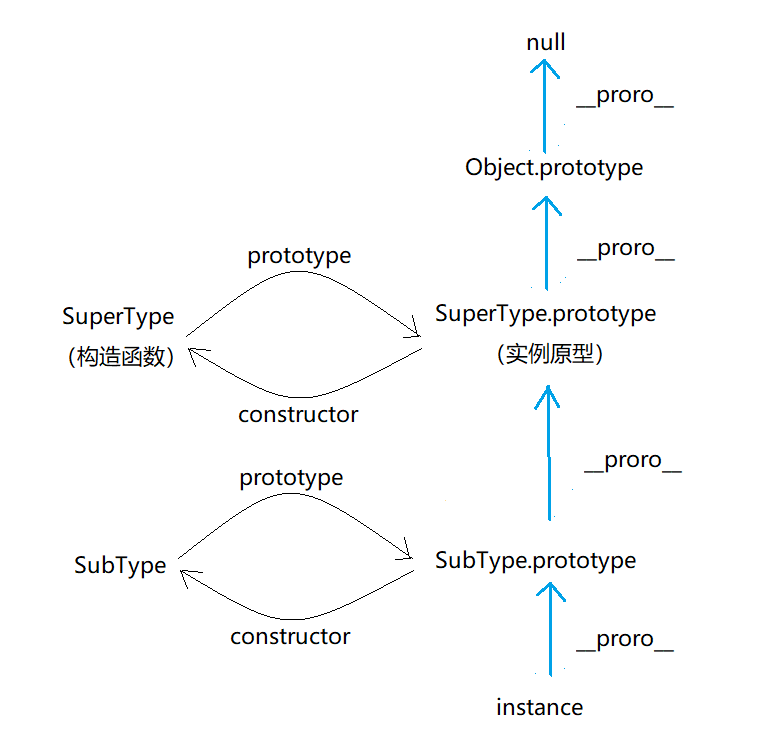 null
__proro__
Object.prototype
__proro__
prototype
SuperType
（构造函数）
SuperType.prototype
（实例原型）
constructor
__proro__
prototype
SubType
SubType.prototype
constructor
__proro__
instance